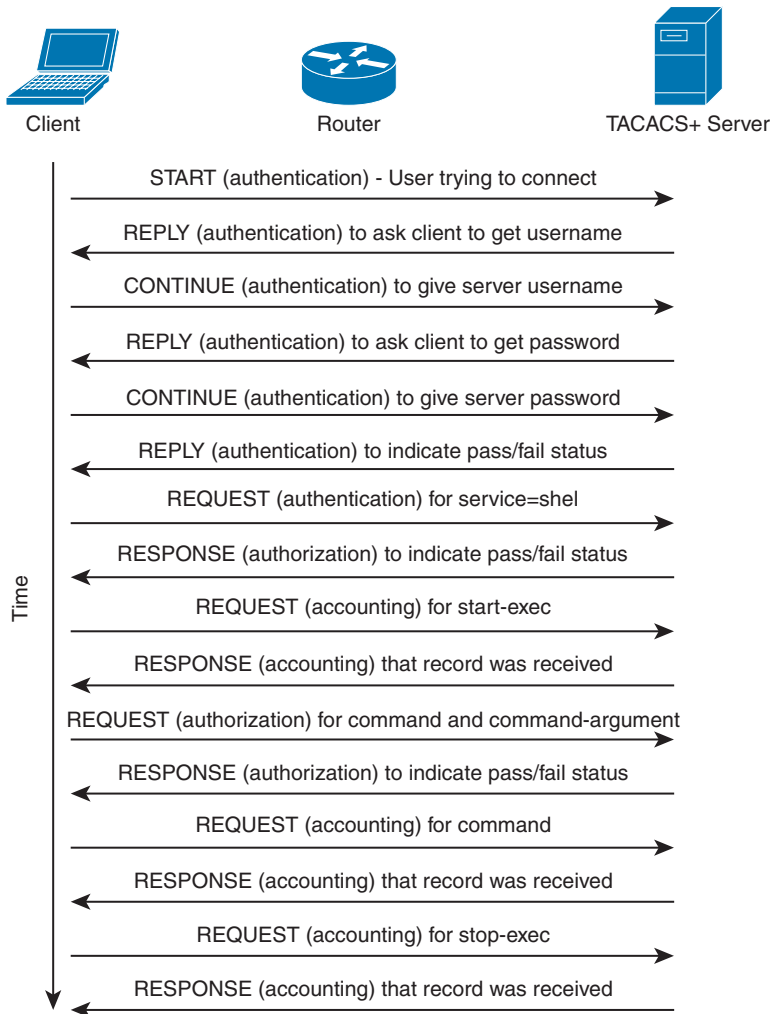 Client
Router
TACACS+ Server
START (authentication) - User trying to connect
REPLY (authentication) to ask client to get username
CONTINUE (authentication) to give server username
REPLY (authentication) to ask client to get password
CONTINUE (authentication) to give server password
REPLY (authentication) to indicate pass/fail status
REQUEST (authentication) for service=shel
RESPONSE (authorization) to indicate pass/fail status
REQUEST (accounting) for start-exec
RESPONSE (accounting) that record was received
REQUEST (authorization) for command and command-argument
RESPONSE (authorization) to indicate pass/fail status
REQUEST (accounting) for command
RESPONSE (accounting) that record was received
REQUEST (accounting) for stop-exec
RESPONSE (accounting) that record was received
Time